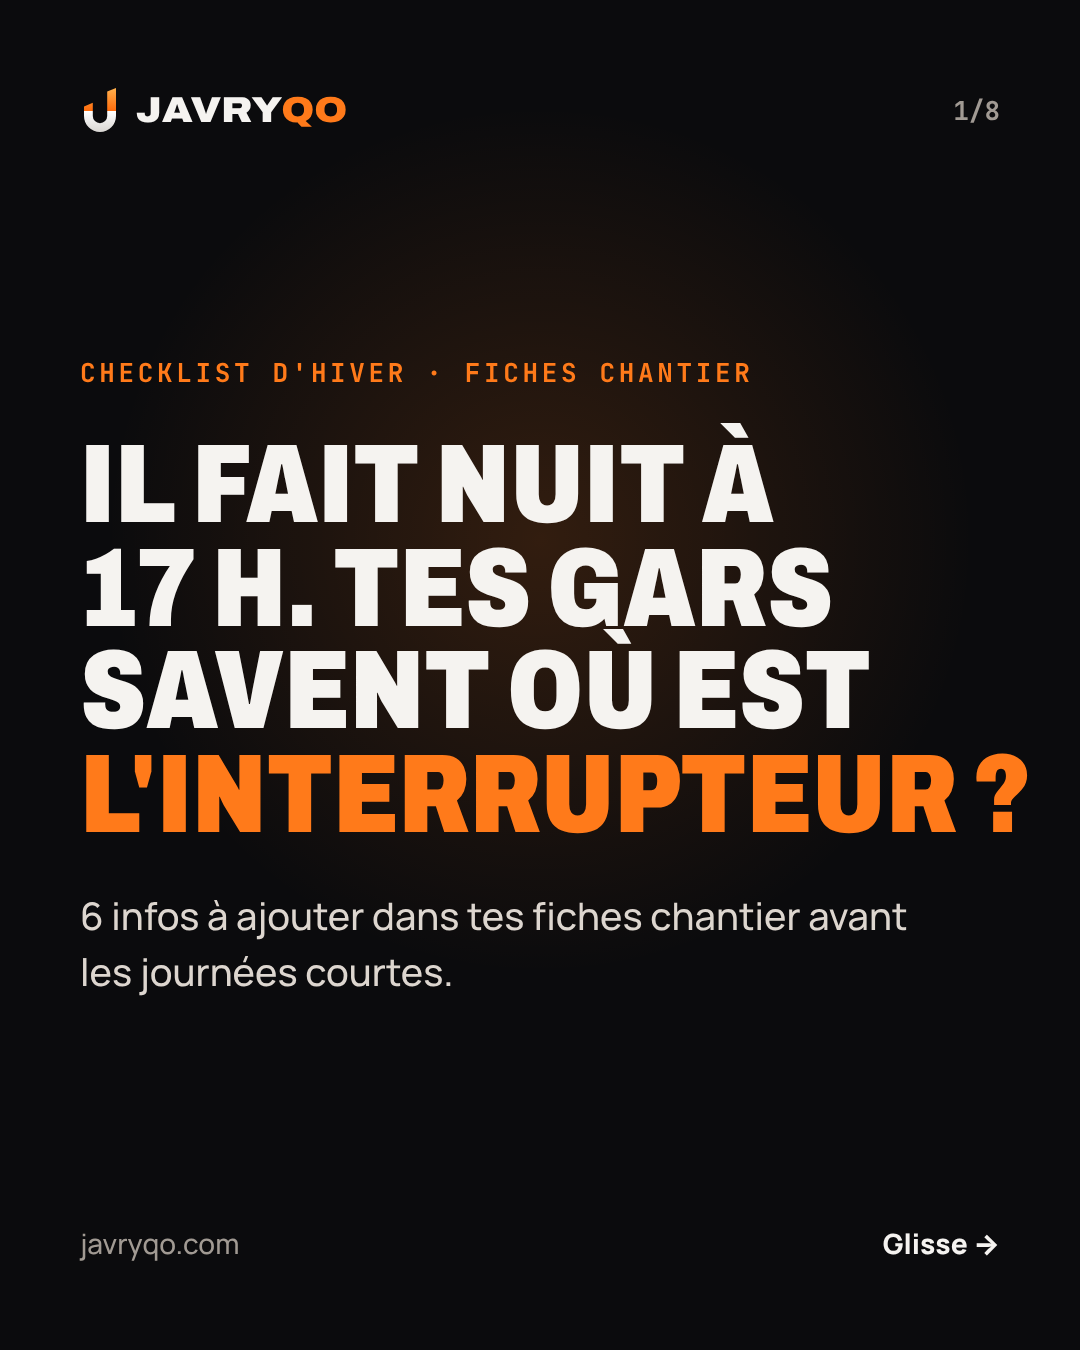 JAVRYQO
1/8
CHECKLIST D'HIVER · FICHES CHANTIER
IL FAIT NUIT À
17 H. TES GARS
SAVENT OÙ EST
L'INTERRUPTEUR ?
6 infos à ajouter dans tes fiches chantier avant
les journées courtes.
javryqo.com
Glisse →